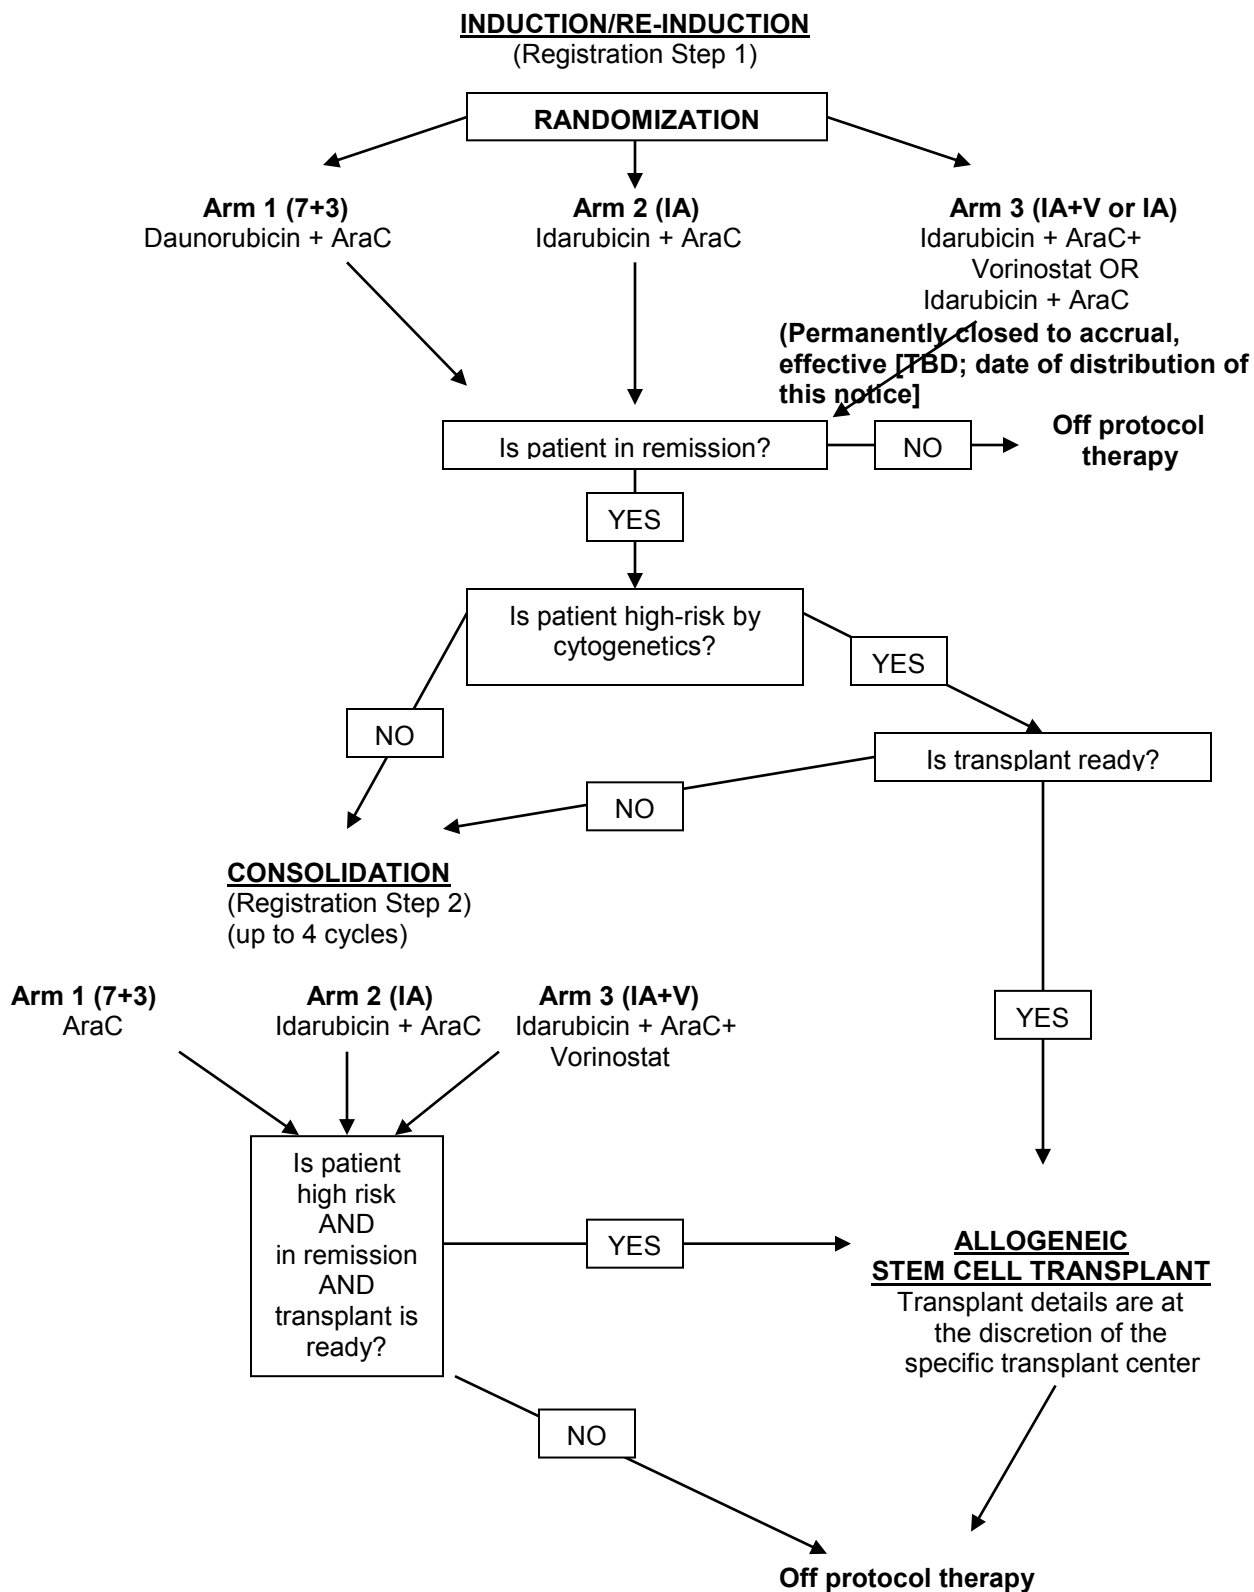 INDUCTION/RE-INDUCTION
(Registration Step 1)
RANDOMIZATION
Arm 1 (7+3)
Daunorubicin + AraC
Arm 2 (IA)
Idarubicin + AraC
Arm 3 (IA+V or IA)
Idarubicin + AraC+
Vorinostat OR
Idarubicin + AraC
(Permanently closed to accrual,
effective [TBD; date of distribution of
this notice]
Is patient in remission?
NO
Off protocol
therapy
YES
Is patient high-risk by
cytogenetics?
YES
NO
Is transplant ready?
NO
CONSOLIDATION
(Registration Step 2)
(up to 4 cycles)
Arm 1 (7+3)
AraC
Arm 2 (IA)
Idarubicin + AraC
Arm 3 (IA+V)
Idarubicin + AraC+
Vorinostat
YES
Is patient
high risk
AND
in remission
AND
transplant is
ready?
YES
ALLOGENEIC
STEM CELL TRANSPLANT
Transplant details are at
the discretion of the
specific transplant center
NO
Off protocol therapy